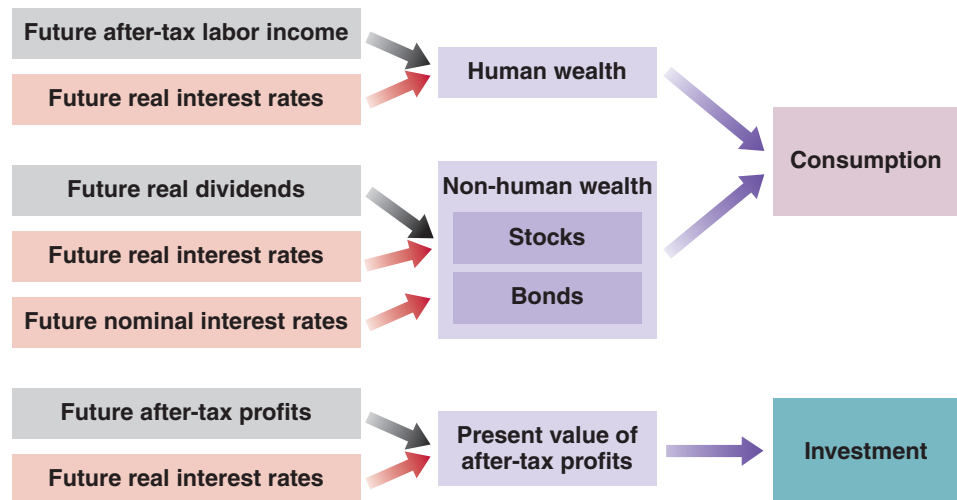 Future after-tax labor income
Future real interest rates
Human wealth
Future real dividends
Future real interest rates
Future nominal interest rates
Non-human wealth
Stocks
Bonds
Consumption
Future after-tax profits
Future real interest rates
Present value of
after-tax profits
Investment